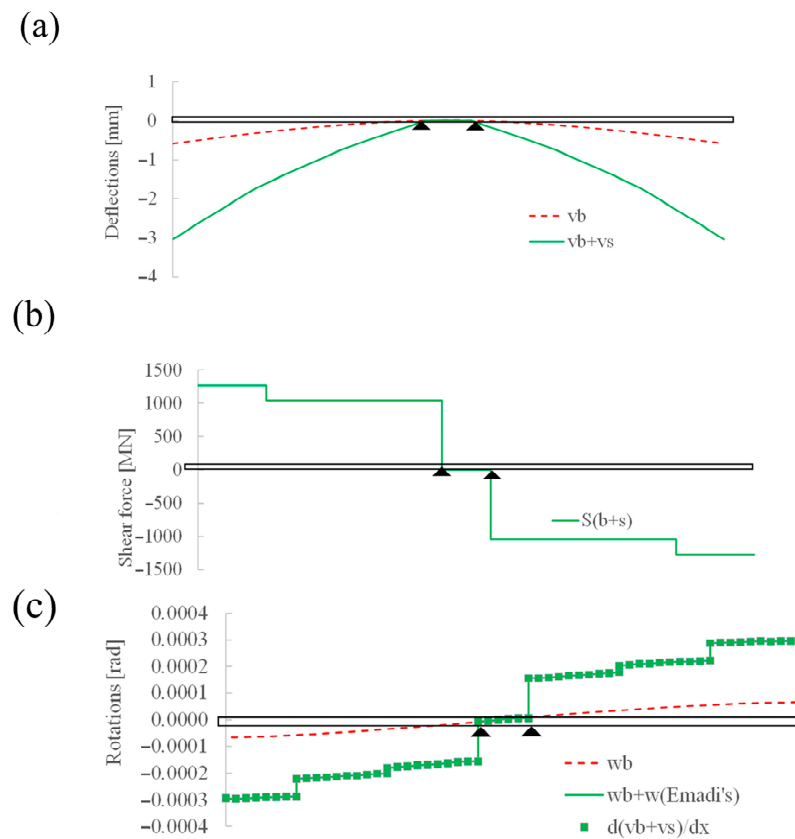 (a)
Deflections [mm]
1
0
−1
−2
−3
−4
vb
vb+vs
(b)
Shear force [MN]
1500
1000
500
0
−500
−1000
−1500
S(b+s)
(c)
Rotations [rad]
0.0004
0.0003
0.0002
0.0001
0.0000
−0.0001
−0.0002
−0.0003
−0.0004
wb
wb+w(Emadi's)
d(vb+vs)/dx